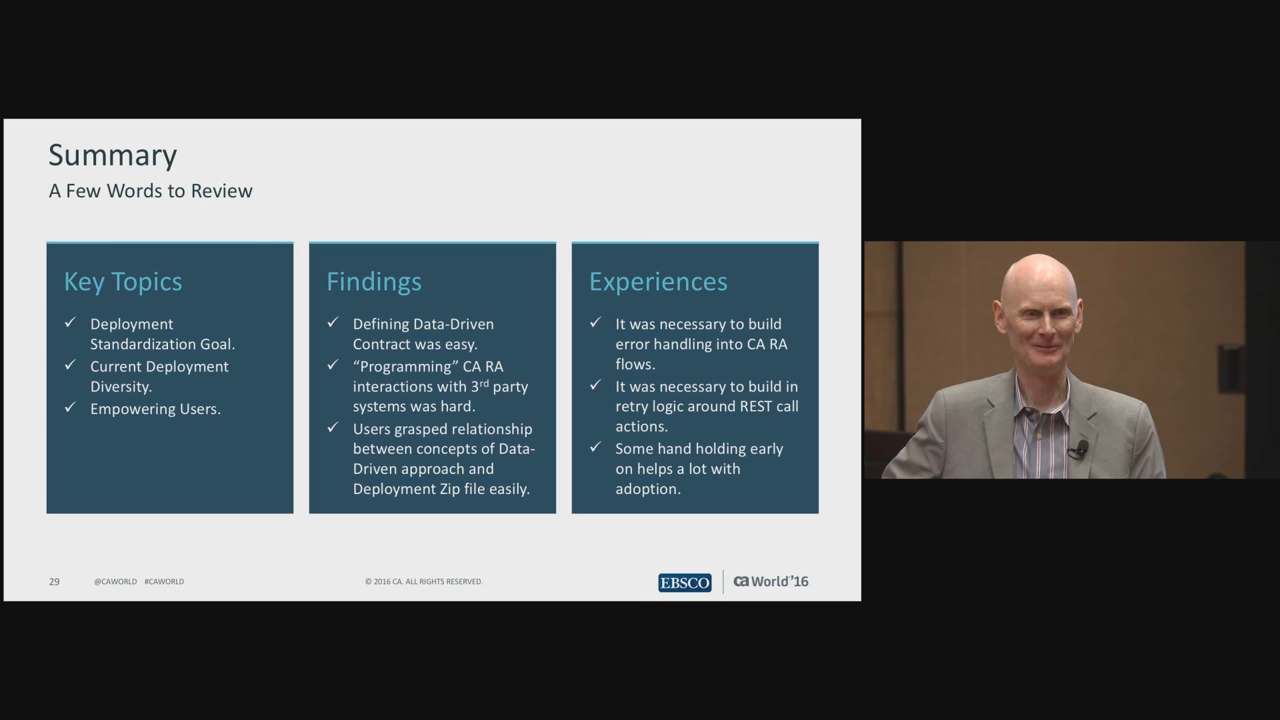 Summary
A Few Words to Review
Key Topics
✓ Deployment
Standardization Goal.
✓ Current Deployment
Diversity.
✓ Empowering Users.
Findings
✓ Defining Data-Driven
Contract was easy.
✓ “Programming” CA RA
interactions with 3rd party
systems was hard.
✓ Users grasped relationship
between concepts of Data-
Driven approach and
Deployment Zip file easily.
Experiences
✓ It was necessary to build
error handling into CA RA
flows.
✓ It was necessary to build in
retry logic around REST call
actions.
✓ Some hand holding early
on helps a lot with
adoption.
29 @CAWORLD #CAWORLD © 2016 CA. ALL RIGHTS RESERVED. EBSCO ca World’16